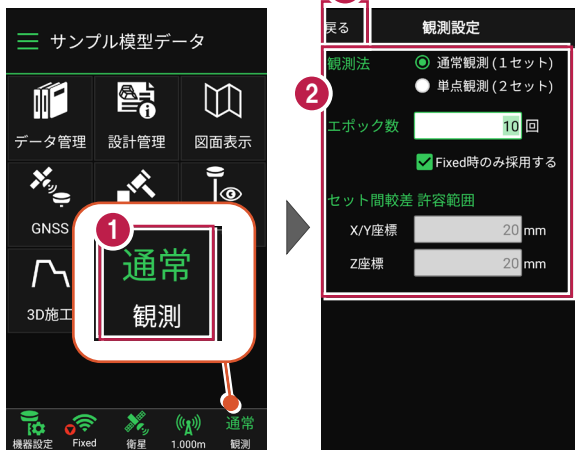 サンプル模型データ
データ管理
設計管理
図面表示
GNSS
3D施工
1
通常
観測
機器設定
Fixed
衛星
1.000m
通常
観測
戻る
観測設定
2
観測法
通常観測(1セット)
単点観測(2セット)
エポック数
10 回
Fixed時のみ採用する
セット間較差 許容範囲
X/Y座標
20 mm
Z座標
20 mm